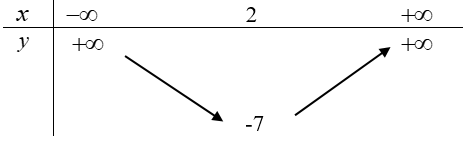 x −∞ 2 +∞
y +∞ +∞
-7